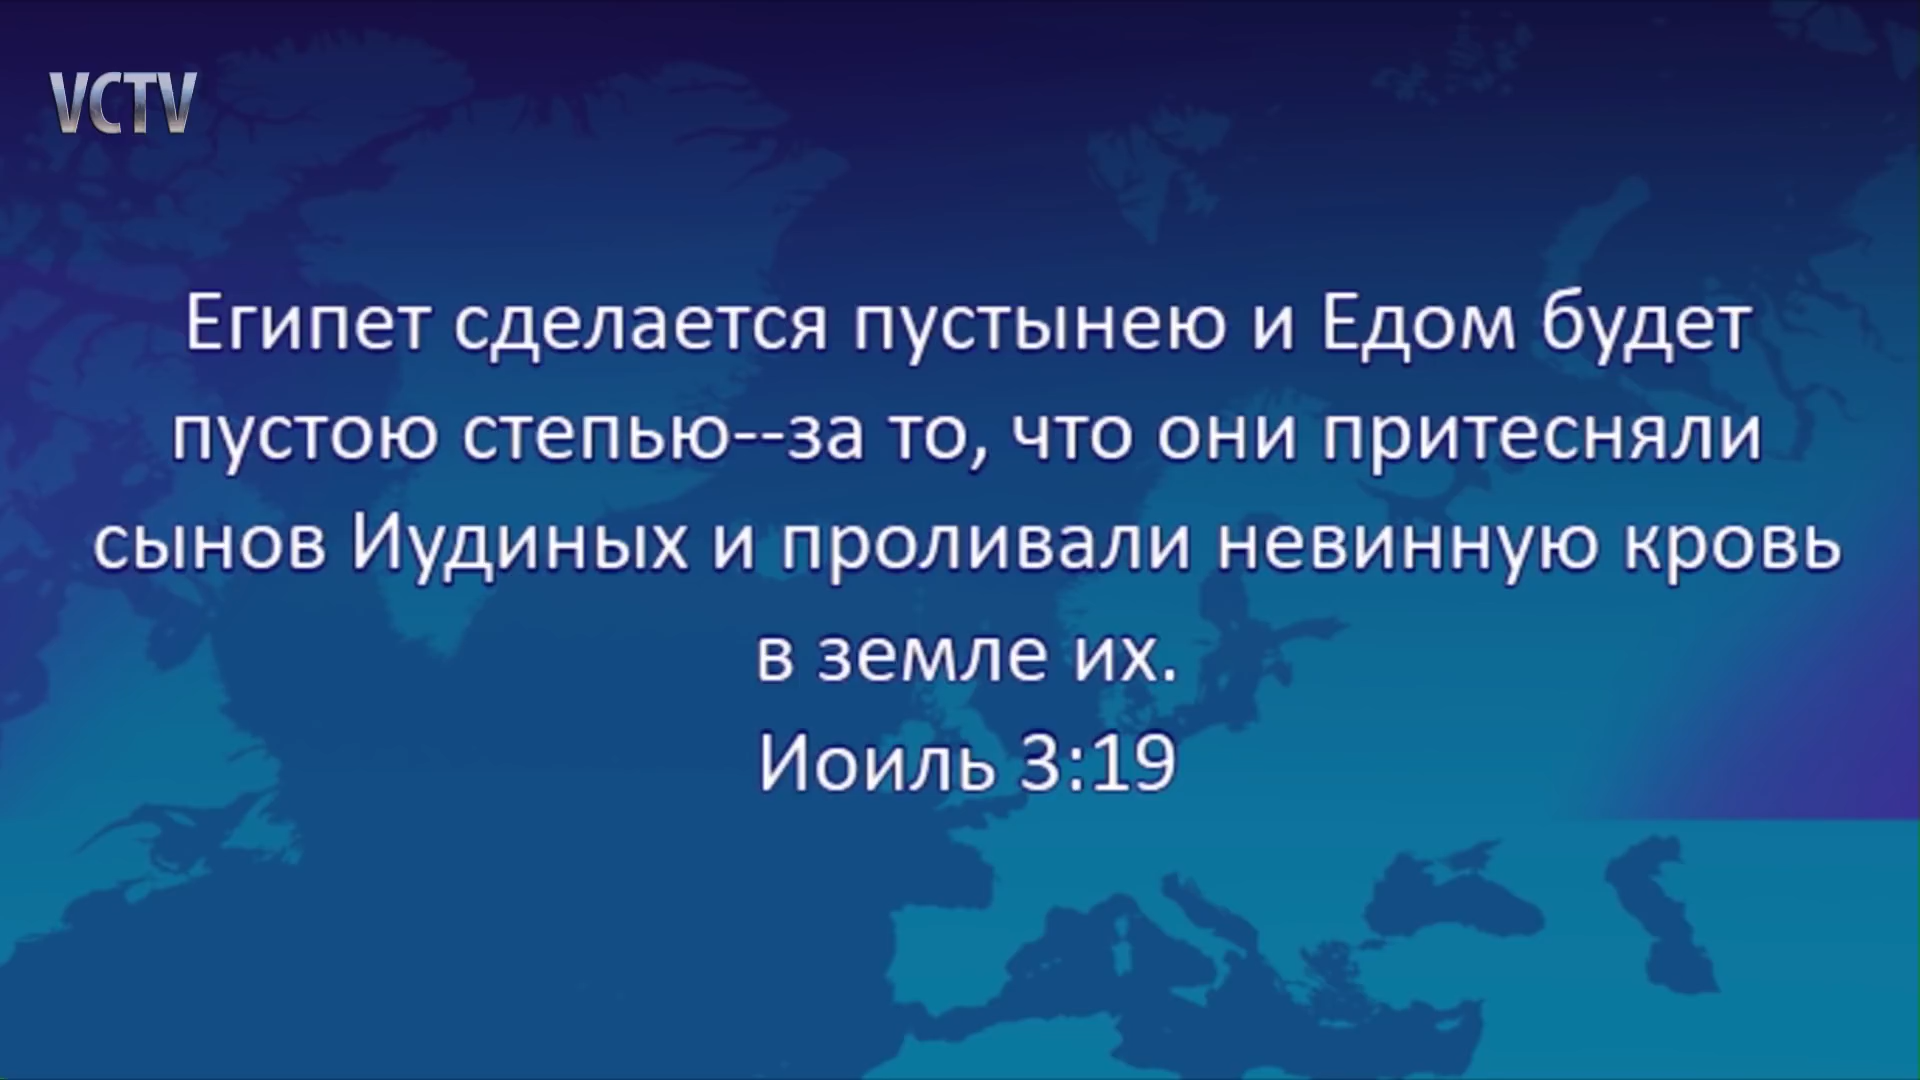 VCTV
Египет сделается пустынею и Едом будет
пустою степью--за то, что они притесняли
сынов Иудиных и проливали невинную кровь
в земле их.
Иоиль 3:19